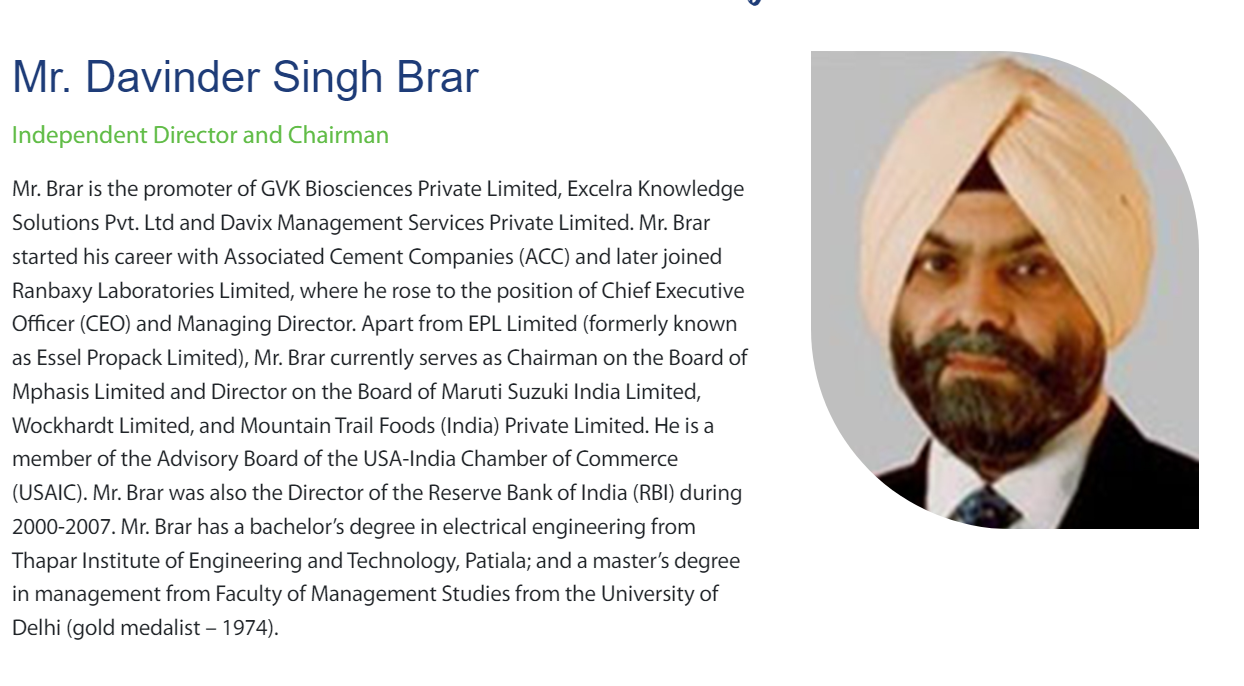 Mr. Davinder Singh Brar
Independent Director and Chairman
Mr. Brar is the promoter of GVK Biosciences Private Limited, Excelra Knowledge
Solutions Pvt. Ltd and Davix Management Services Private Limited. Mr. Brar
started his career with Associated Cement Companies (ACC) and later joined
Ranbaxy Laboratories Limited, where he rose to the position of Chief Executive
Officer (CEO) and Managing Director. Apart from EPL Limited (formerly known
as Essel Propack Limited), Mr. Brar currently serves as Chairman on the Board of
Mphasis Limited and Director on the Board of Maruti Suzuki India Limited,
Wockhardt Limited, and Mountain Trail Foods (India) Private Limited. He is a
member of the Advisory Board of the USA-India Chamber of Commerce
(USAIC). Mr. Brar was also the Director of the Reserve Bank of India (RBI) during
2000-2007. Mr. Brar has a bachelor’s degree in electrical engineering from
Thapar Institute of Engineering and Technology, Patiala; and a master’s degree
in management from Faculty of Management Studies from the University of
Delhi (gold medalist – 1974).